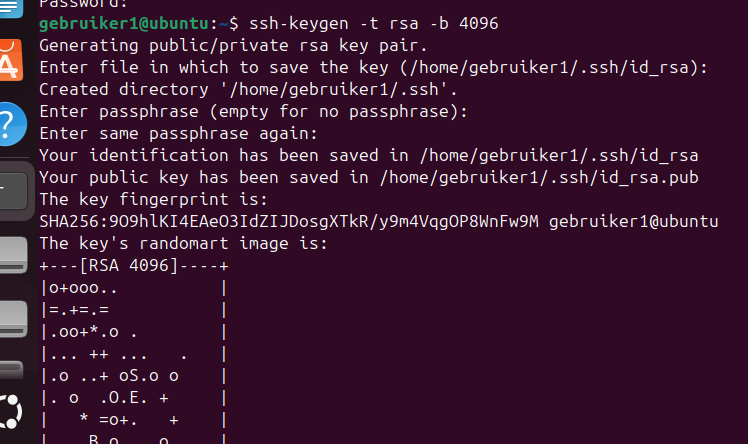 Password:
gebruiker1@ubuntu:~$ ssh-keygen -t rsa -b 4096
Generating public/private rsa key pair.
Enter file in which to save the key (/home/gebruiker1/.ssh/id_rsa):
Created directory '/home/gebruiker1/.ssh'.
Enter passphrase (empty for no passphrase):
Enter same passphrase again:
Your identification has been saved in /home/gebruiker1/.ssh/id_rsa
Your public key has been saved in /home/gebruiker1/.ssh/id_rsa.pub
The key fingerprint is:
SHA256:9O9hlKI4EAeO3IdZIJDosgXTkR/y9m4VqgOP8WnFw9M gebruiker1@ubuntu
The key's randomart image is:
+---[RSA 4096]----+
|o+ooo..          |
|=.+=.=           |
|.oo+*.o .        |
|... ++ ...   .   |
|.o ..+ oS.o o    |
|. o  .O.E. +     |
|   * =o+.   +    |
|    B o    o     |